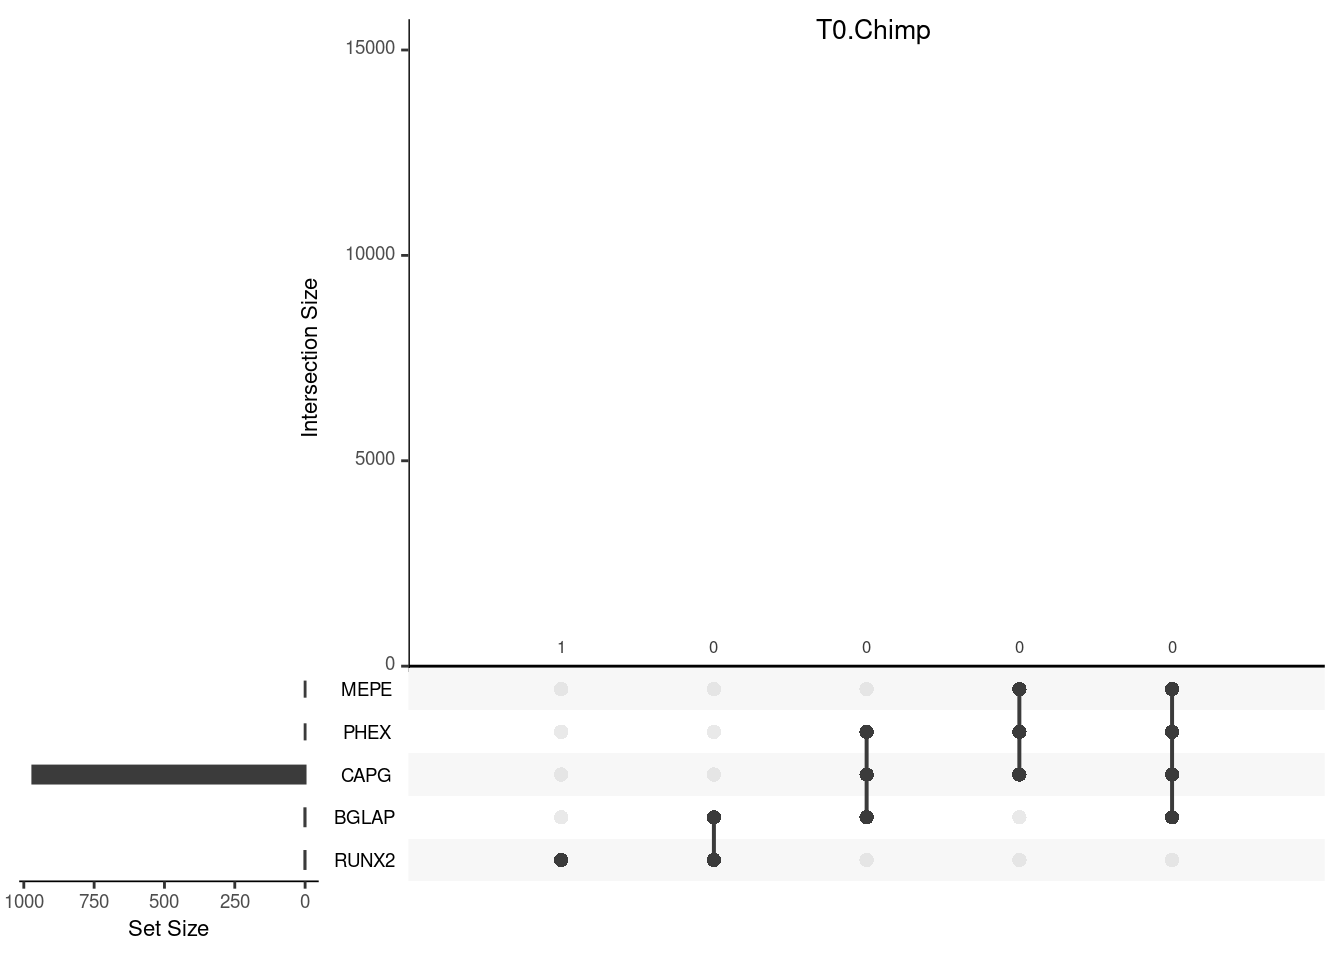 T0.Chimp
15000
10000
5000
0
Intersection Size
1 0 0 0 0
MEPE
PHEX
CAPG
BGLAP
RUNX2
1000 750 500 250 0
Set Size